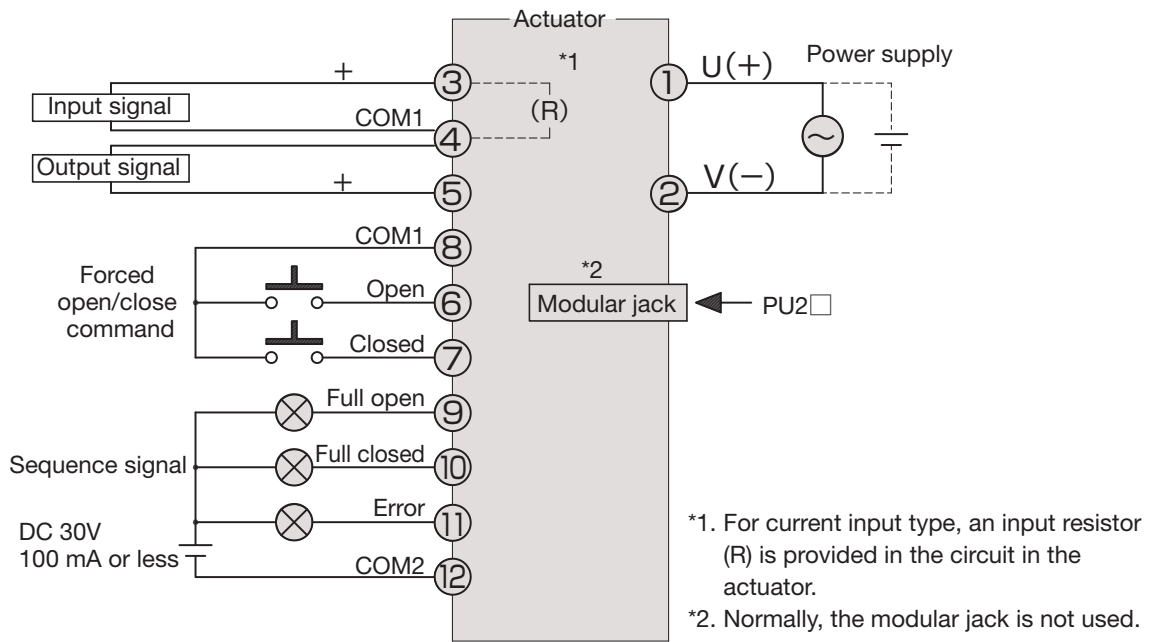 Actuator
*1
Power supply
+
③
①
U(+)
Input signal
(R)
COM1
④
Output signal
+
⑤
②
V(−)
COM1
⑧
Forced
open/close
command
Open
⑥
*2
Modular jack
PU2□
Closed
⑦
Full open
⑨
Sequence signal
Full closed
⑩
Error
⑪
DC 30V
100 mA or less
COM2
⑫
*1. For current input type, an input resistor
(R) is provided in the circuit in the
actuator.
*2. Normally, the modular jack is not used.